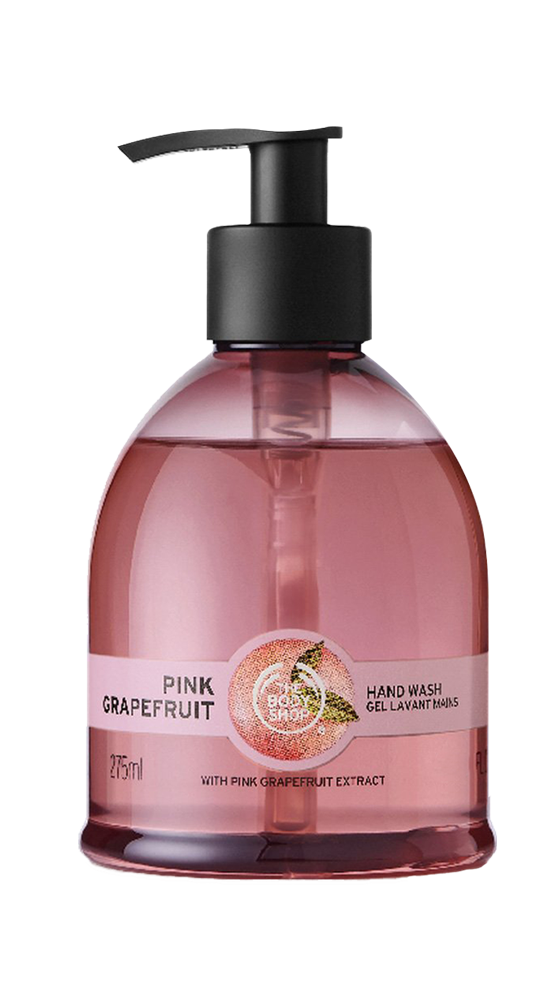 PINK
GRAPEFRUIT
THE
BODY
SHOP
HAND WASH
GEL LAVANT MAINS
275ml
WITH PINK GRAPEFRUIT EXTRACT